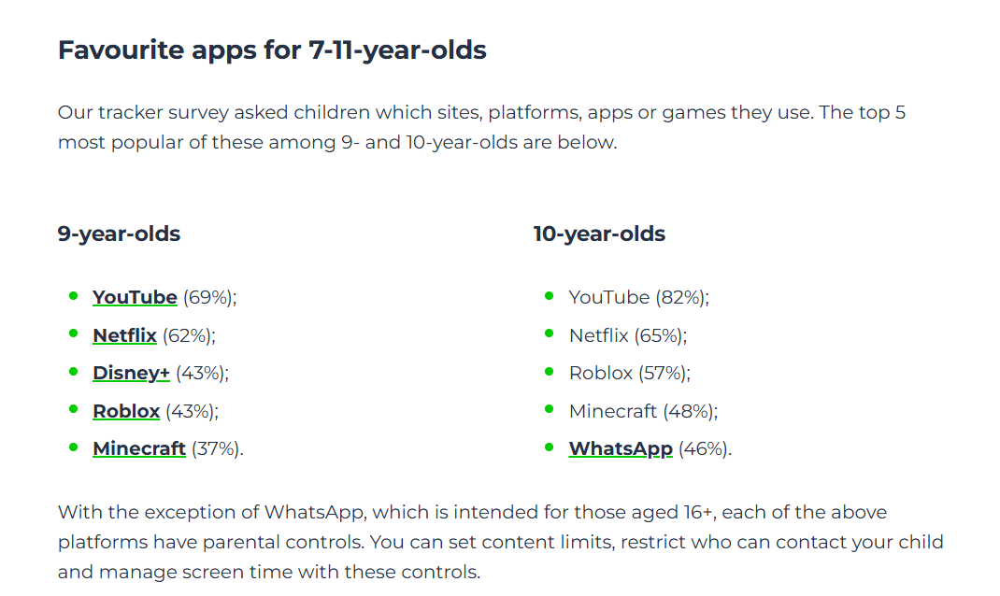 Favourite apps for 7-11-year-olds
Our tracker survey asked children which sites, platforms, apps or games they use. The top 5
most popular of these among 9- and 10-year-olds are below.
9-year-olds
YouTube (69%);
Netflix (62%);
Disney+ (43%);
Roblox (43%);
Minecraft (37%).
10-year-olds
YouTube (82%);
Netflix (65%);
Roblox (57%);
Minecraft (48%);
WhatsApp (46%).
With the exception of WhatsApp, which is intended for those aged 16+, each of the above
platforms have parental controls. You can set content limits, restrict who can contact your child
and manage screen time with these controls.